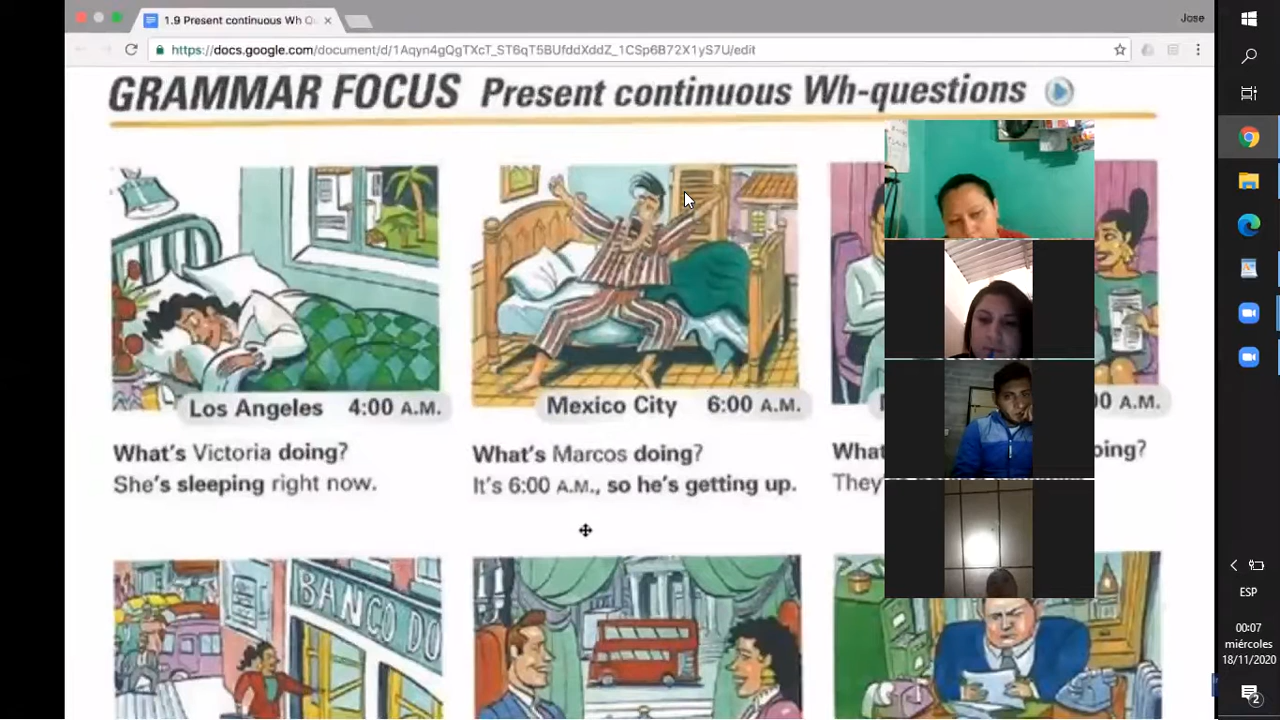 1.9 Present continuous Wh Q
Jose
https://docs.google.com/document/d/1Aqyn4gQgTXcT_ST6qT5BUfddXddZ_1CSp6B72X1yS7U/edit
GRAMMAR FOCUS Present continuous Wh-questions
Los Angeles 4:00 A.M.
Mexico City 6:00 A.M.
0 A.M.
What's Victoria doing?
She's sleeping right now.
What's Marcos doing?
It's 6:00 A.M., so he's getting up.
What
oing?
They'
BANCO DO
ESP
00:07
miércoles
18/11/2020
2